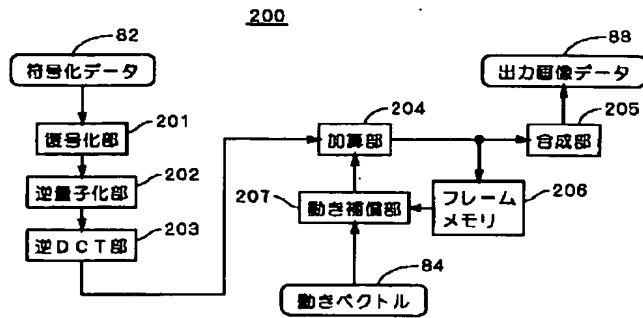 200
82
符号化データ
88
出力画像データ
復号化部
201
204
加算部
205
合成部
逆量子化部
202
207
動き補償部
フレーム
メモリ
206
逆DCT部
203
84
動きベクトル